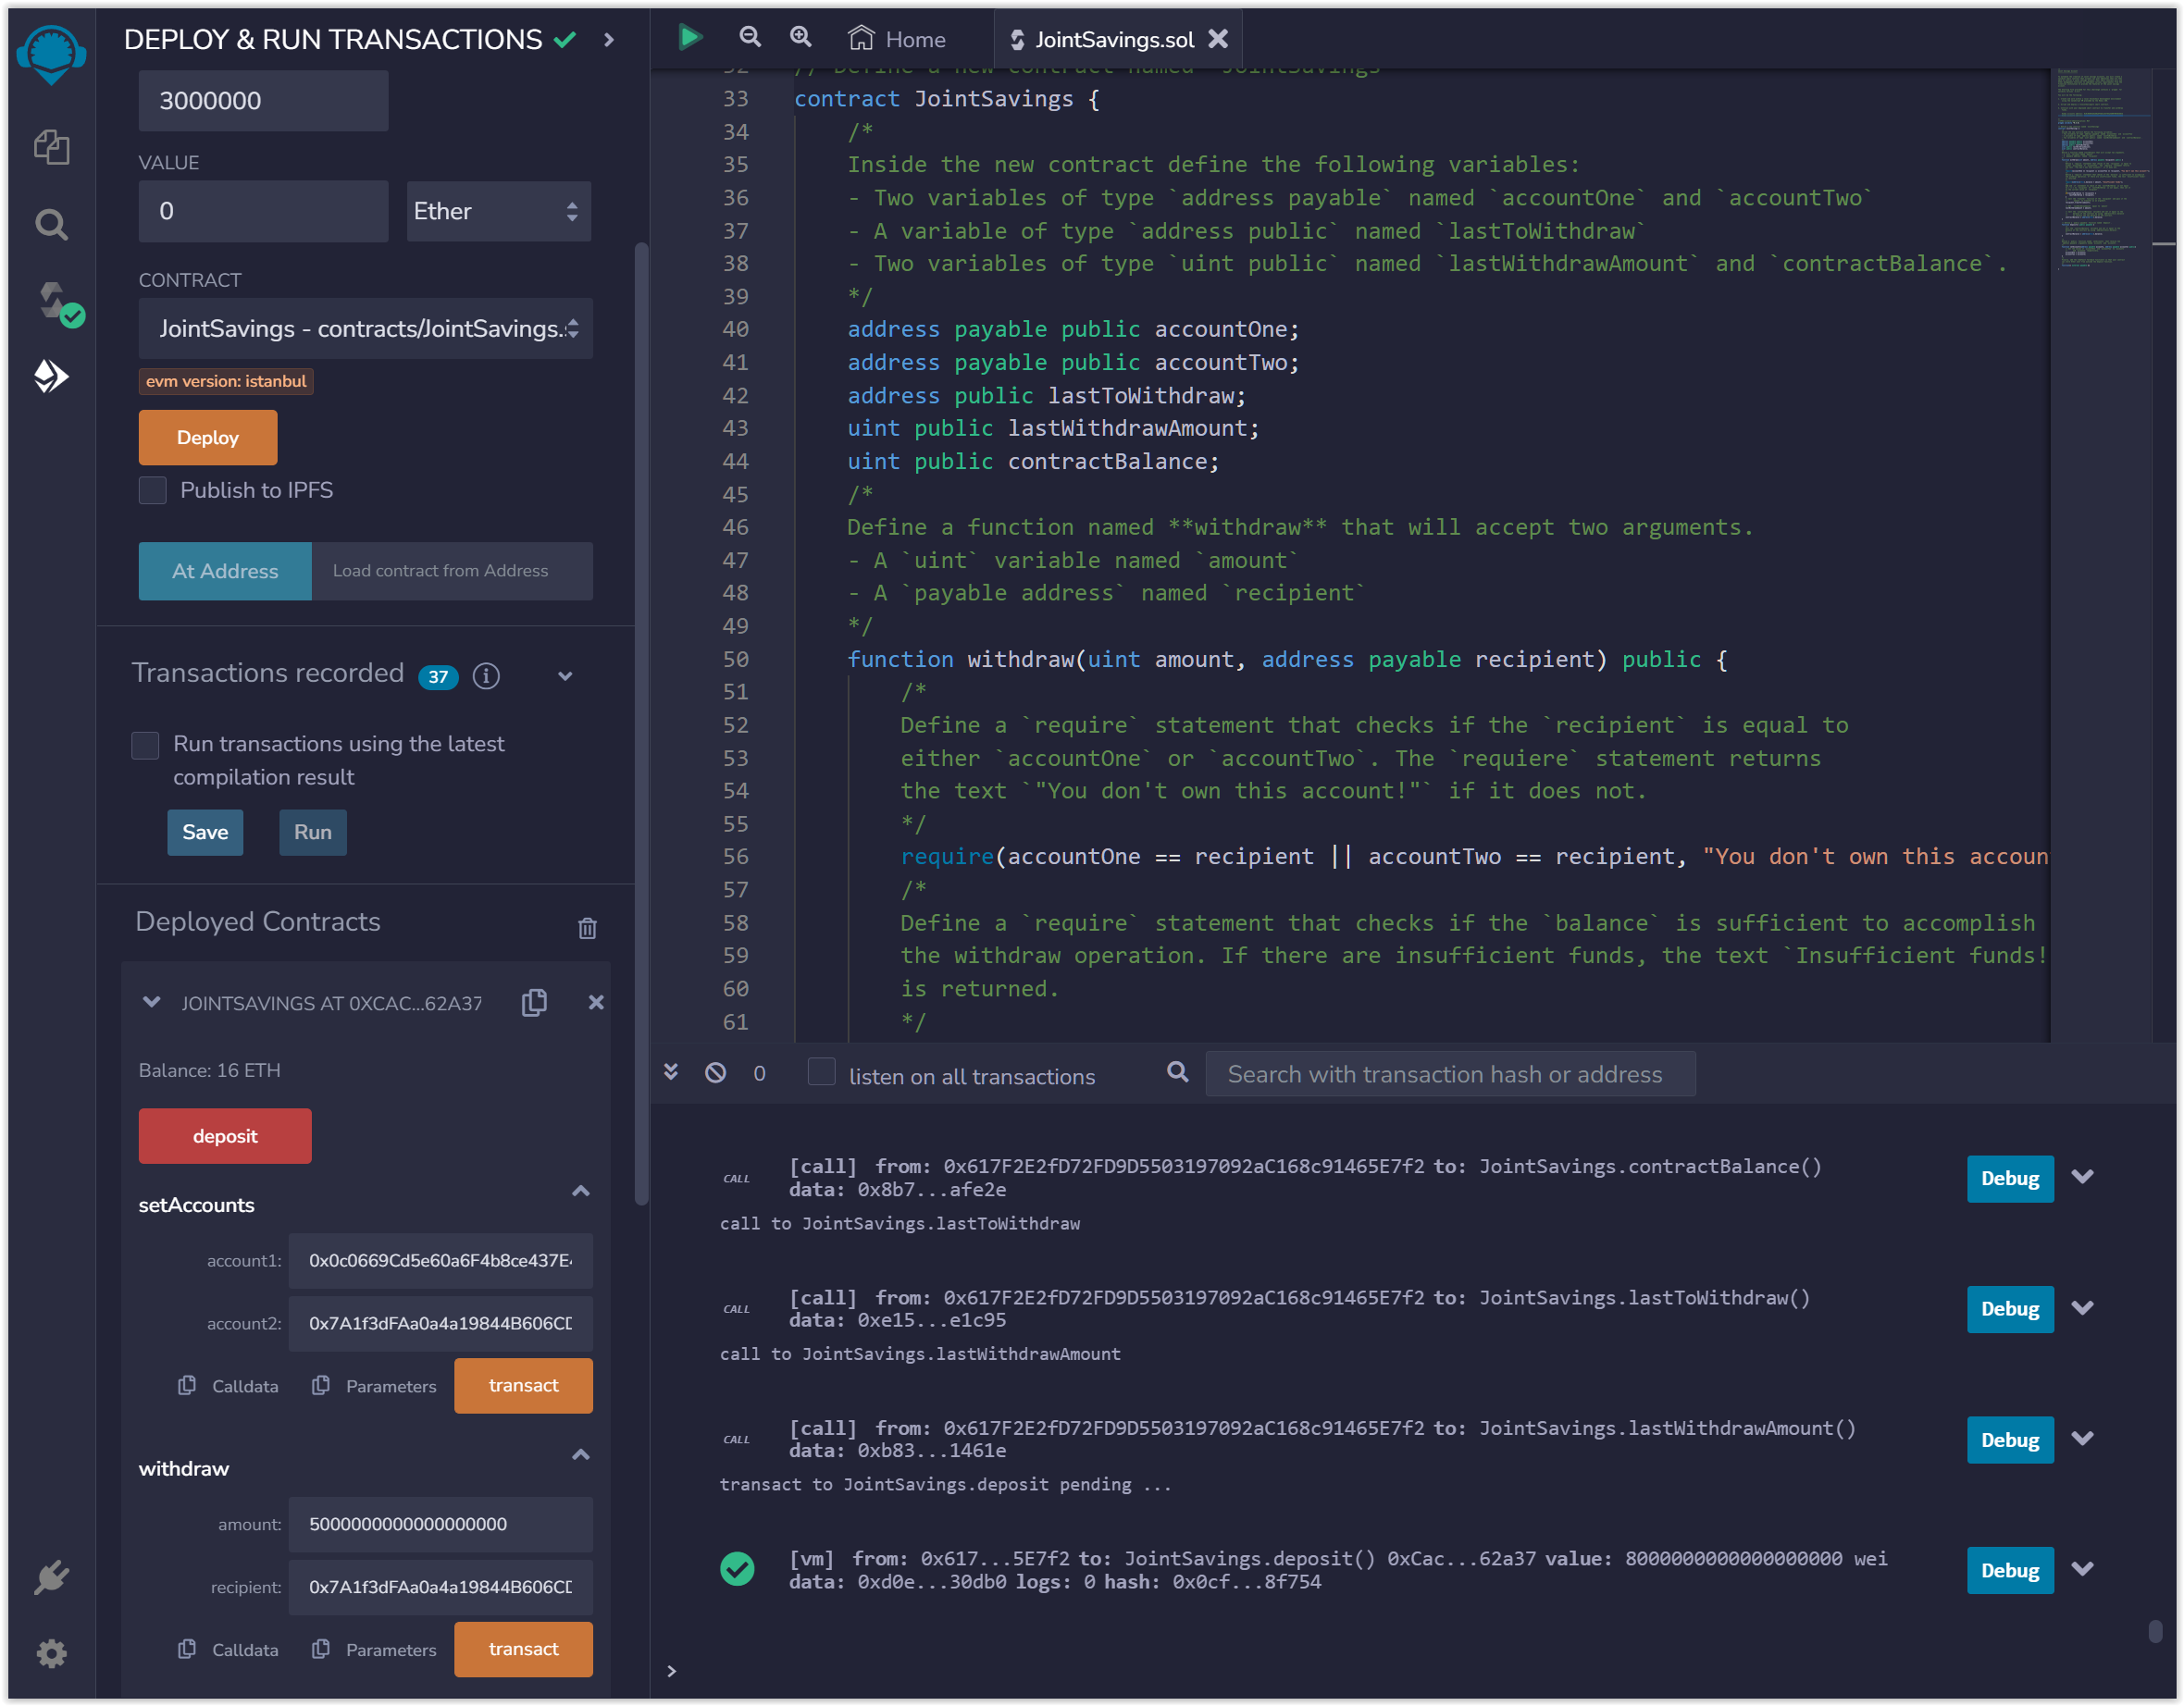 DEPLOY & RUN TRANSACTIONS
3000000
VALUE
0
Ether
CONTRACT
JointSavings - contracts/JointSavings.s
evm version: istanbul
Deploy
Publish to IPFS
At Address
Load contract from Address
Transactions recorded
37
Run transactions using the latest
compilation result
Save
Run
Deployed Contracts
JOINTSAVINGS AT 0XCAC...62A37
Balance: 16 ETH
deposit
setAccounts
account1:
0x0c0669Cd5e60a6F4b8ce437E4
account2:
0x7A1f3dFAa0a4a19844B606CD
Calldata
Parameters
transact
withdraw
amount:
5000000000000000000
recipient:
0x7A1f3dFAa0a4a19844B606CD
Calldata
Parameters
transact
Home
JointSavings.sol
32 // Define a new contract named `JointSavings`
33 contract JointSavings {
34 /*
35 Inside the new contract define the following variables:
36 - Two variables of type `address payable` named `accountOne` and `accountTwo`
37 - A variable of type `address public` named `lastToWithdraw`
38 - Two variables of type `uint public` named `lastWithdrawAmount` and `contractBalance`.
39 */
40 address payable public accountOne;
41 address payable public accountTwo;
42 address public lastToWithdraw;
43 uint public lastWithdrawAmount;
44 uint public contractBalance;
45 /*
46 Define a function named **withdraw** that will accept two arguments.
47 - A `uint` variable named `amount`
48 - A `payable address` named `recipient`
49 */
50 function withdraw(uint amount, address payable recipient) public {
51 /*
52 Define a `require` statement that checks if the `recipient` is equal to
53 either `accountOne` or `accountTwo`. The `requiere` statement returns
54 the text `"You don't own this account!"` if it does not.
55 */
56 require(accountOne == recipient || accountTwo == recipient, "You don't own this accoun
57 /*
58 Define a `require` statement that checks if the `balance` is sufficient to accomplish
59 the withdraw operation. If there are insufficient funds, the text `Insufficient funds!
60 is returned.
61 */
0
listen on all transactions
Search with transaction hash or address
CALL
[call] from: 0x617F2E2fD72FD9D5503197092aC168c91465E7f2 to: JointSavings.contractBalance()
data: 0x8b7...afe2e
Debug
call to JointSavings.lastToWithdraw
CALL
[call] from: 0x617F2E2fD72FD9D5503197092aC168c91465E7f2 to: JointSavings.lastToWithdraw()
data: 0xe15...e1c95
Debug
call to JointSavings.lastWithdrawAmount
CALL
[call] from: 0x617F2E2fD72FD9D5503197092aC168c91465E7f2 to: JointSavings.lastWithdrawAmount()
data: 0xb83...1461e
Debug
transact to JointSavings.deposit pending ...
[vm] from: 0x617...5E7f2 to: JointSavings.deposit() 0xCac...62a37 value: 8000000000000000000 wei
data: 0xd0e...30db0 logs: 0 hash: 0x0cf...8f754
Debug
>